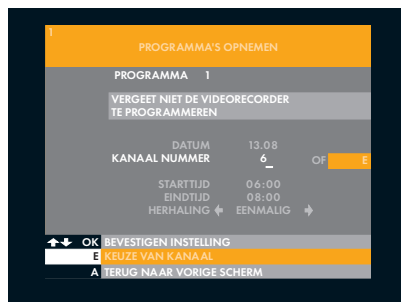 1
PROGRAMMA'S OPNEMEN
PROGRAMMA 1
VERGEET NIET DE VIDEORECORDER
TE PROGRAMMEREN
DATUM 13.08
KANAAL NUMMER 6 OF E
STARTTIJD 06:00
EINDTIJD 08:00
HERHALING EENMALIG
OK BEVESTIGEN INSTELLING
E KEUZE VAN KANAAL
A TERUG NAAR VORIGE SCHERM